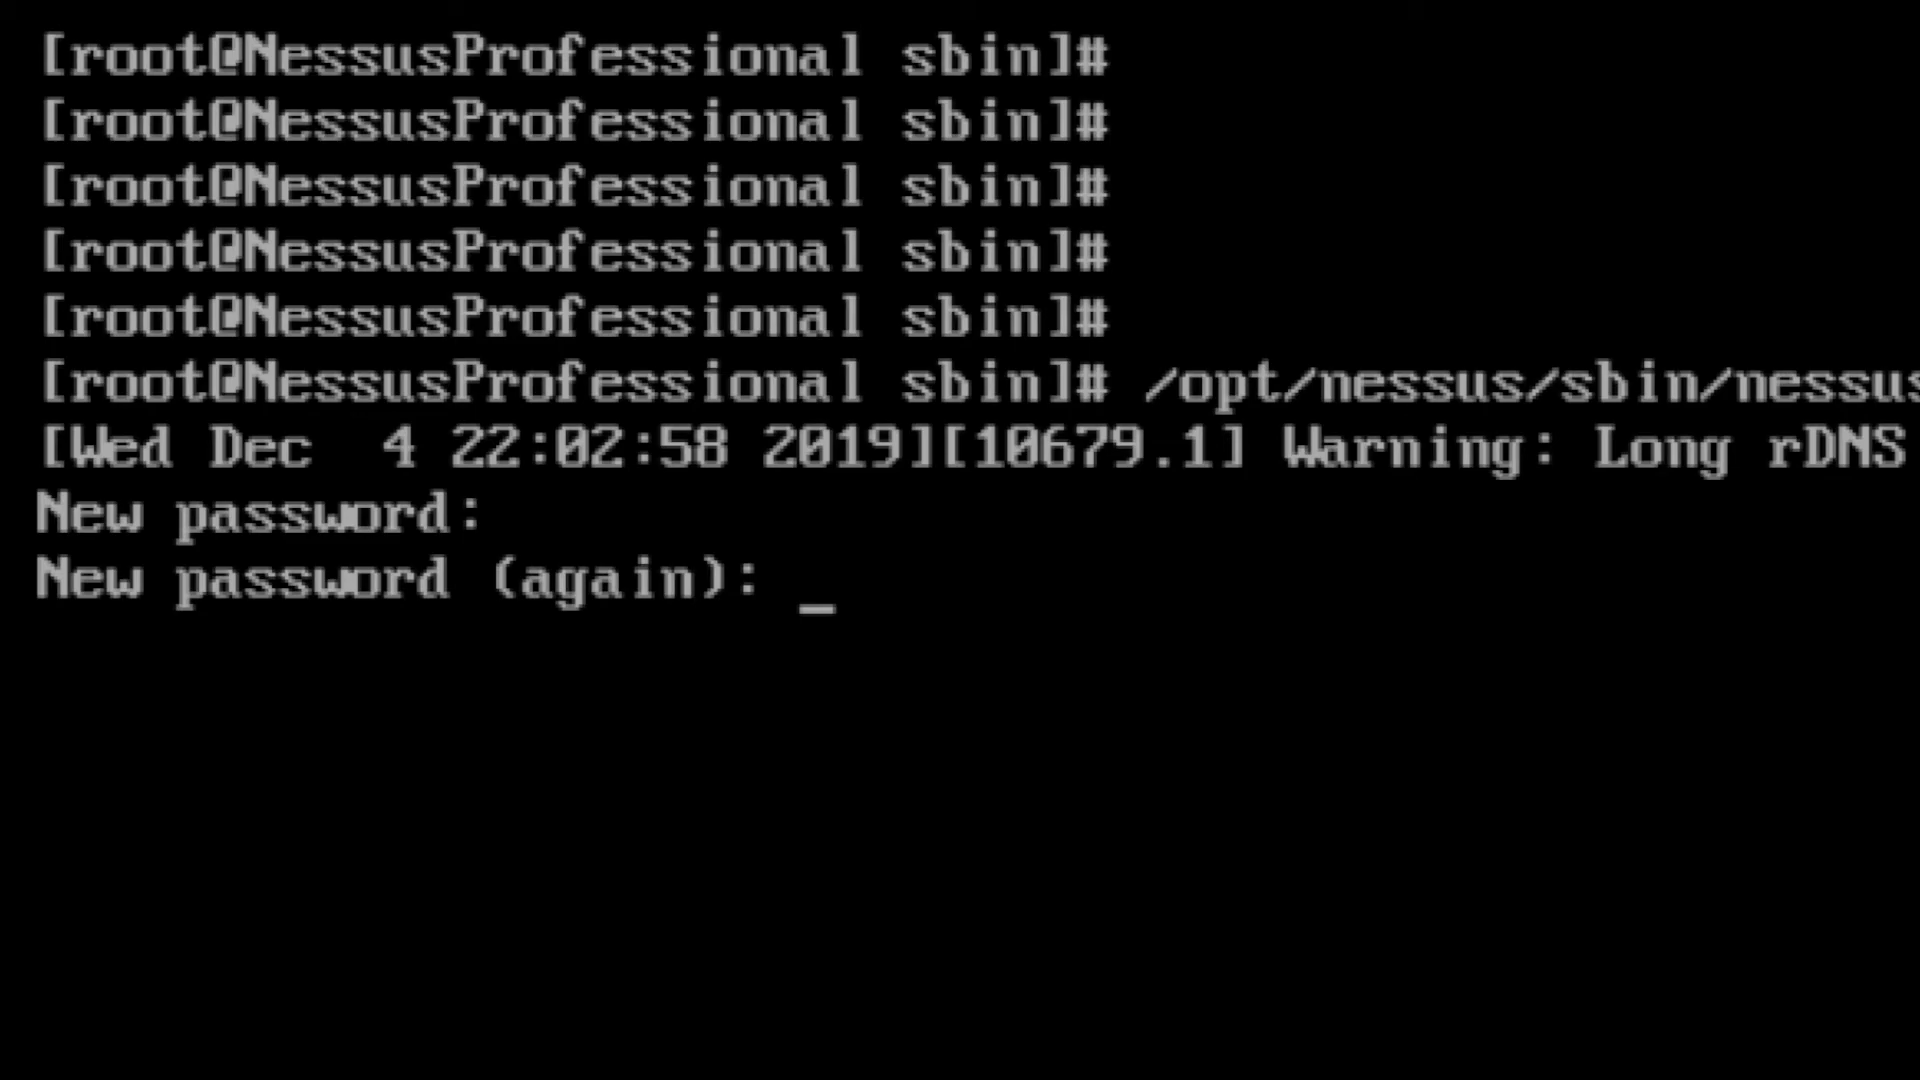 [root@NessusProfessional sbin]#
[root@NessusProfessional sbin]#
[root@NessusProfessional sbin]#
[root@NessusProfessional sbin]#
[root@NessusProfessional sbin]#
[root@NessusProfessional sbin]# /opt/nessus/sbin/nessus
[Wed Dec  4 22:02:58 2019][10679.1] Warning: Long rDNS
New password:
New password (again): _